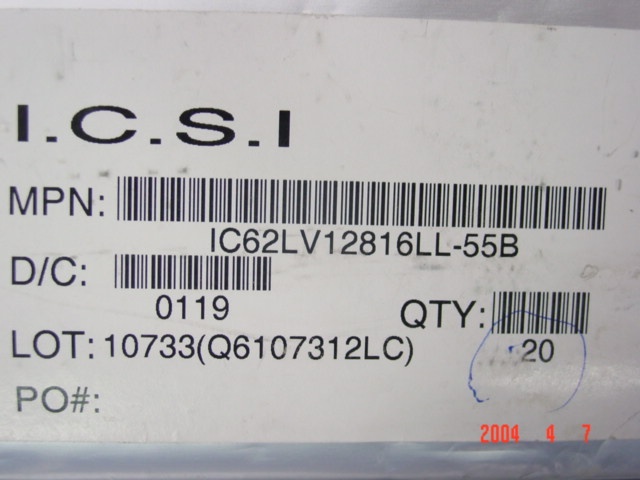 I.C.S.I
MPN:
IC62LV12816LL-55B
D/C:
0119
QTY:
20
LOT: 10733(Q6107312LC)
PO#:
2004 4 7